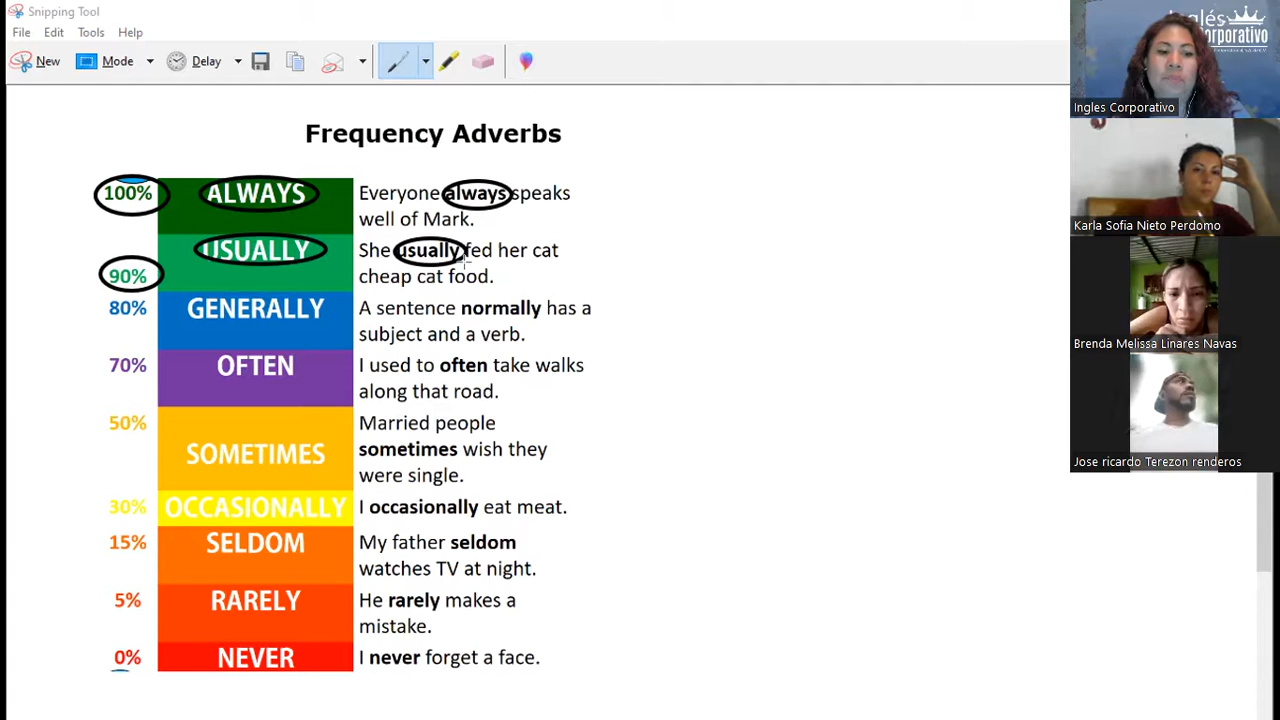 Snipping Tool
File Edit Tools Help
New Mode Delay
Frequency Adverbs
100% ALWAYS Everyone always speaks
well of Mark.
USUALLY She usually fed her cat
90% cheap cat food.
80% GENERALLY A sentence normally has a
subject and a verb.
70% OFTEN I used to often take walks
along that road.
50% Married people
SOMETIMES sometimes wish they
were single.
30% OCCASIONALLY I occasionally eat meat.
15% SELDOM My father seldom
watches TV at night.
5% RARELY He rarely makes a
mistake.
0% NEVER I never forget a face.
Inglés
Corporativo
Ingles Corporativo
Karla Sofia Nieto Perdomo
Brenda Melissa Linares Navas
Jose ricardo Terezon renderos